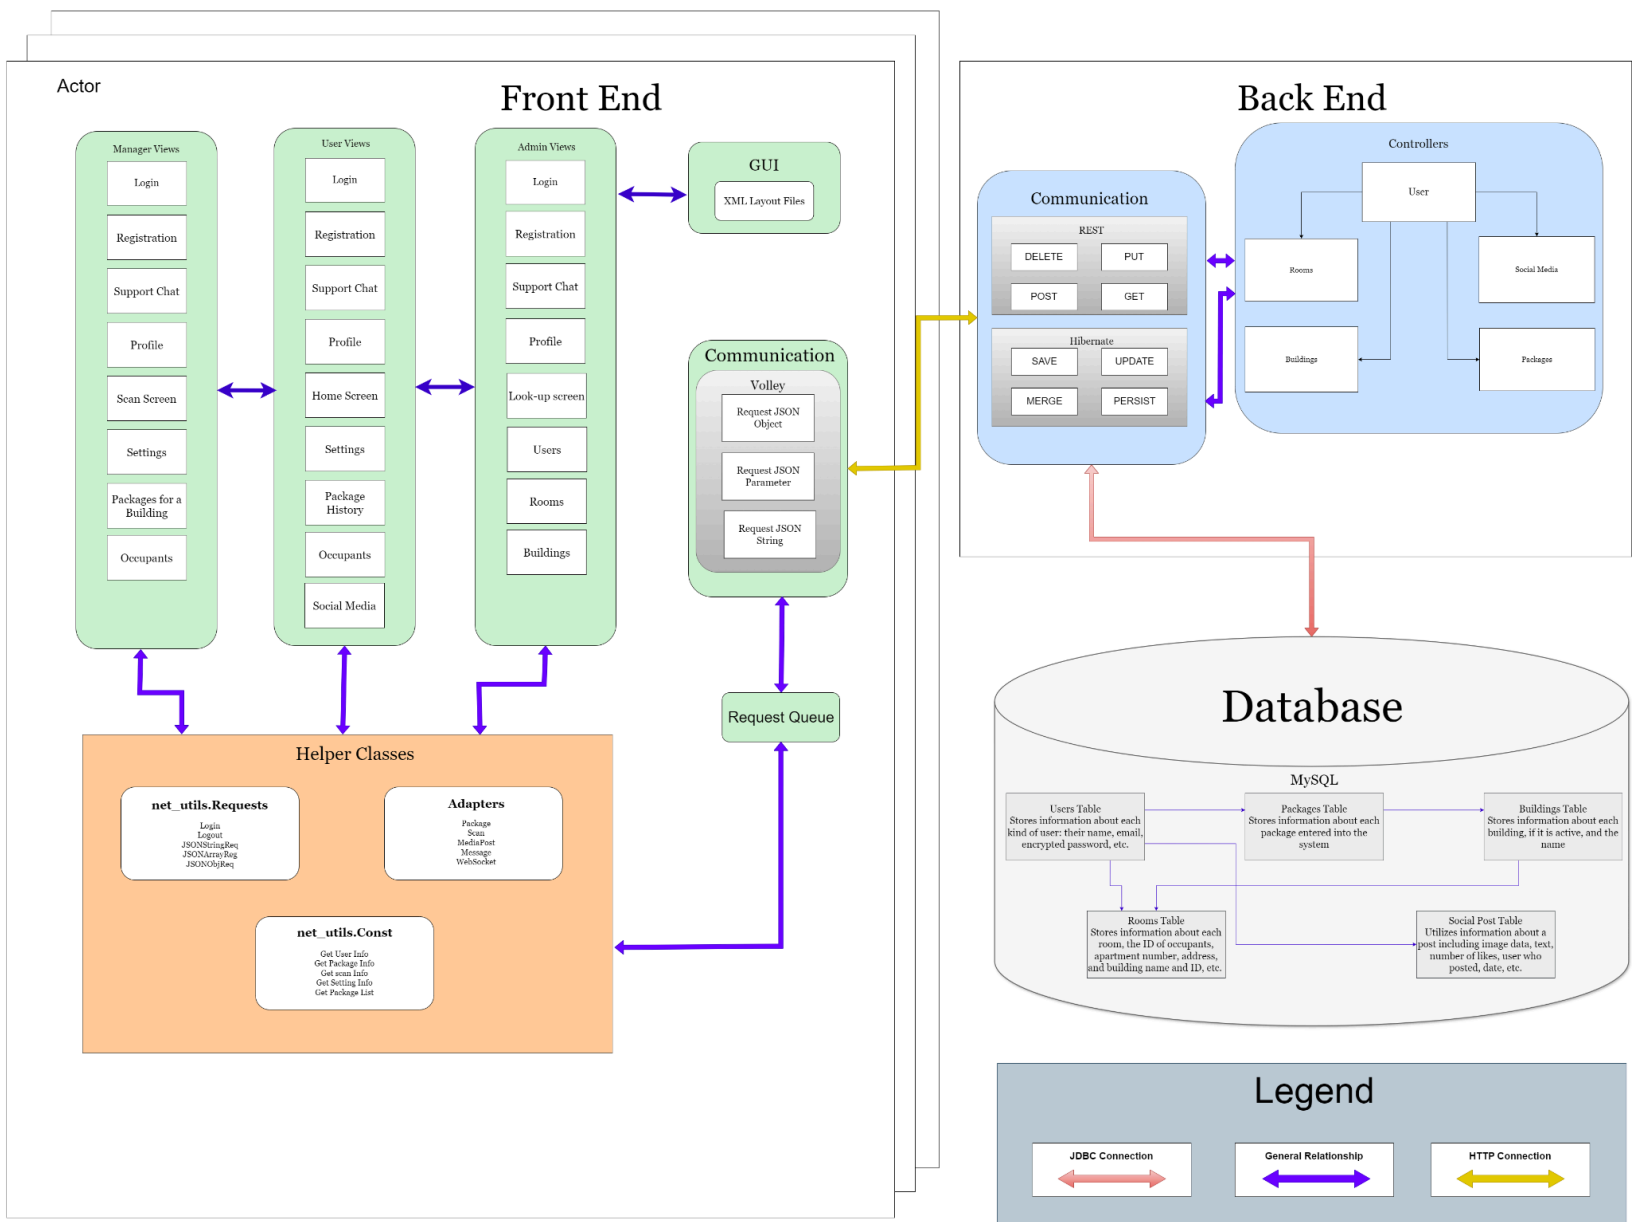 Actor
Front End
Manager Views
Login
Registration
Support Chat
Profile
Scan Screen
Settings
Packages for a
Building
Occupants
User Views
Login
Registration
Support Chat
Profile
Home Screen
Settings
Package
History
Occupants
Social Media
Admin Views
Login
Registration
Support Chat
Profile
Look-up screen
Users
Rooms
Buildings
GUI
XML Layout Files
Communication
Volley
Request JSON
Object
Request JSON
Parameter
Request JSON
String
Request Queue
Helper Classes
net_utils.Requests
Login
Logout
JSONStringReq
JSONArrayReg
JSONObjReq
Adapters
Package
Scan
MediaPost
Message
WebSocket
net_utils.Const
Get User Info
Get Package Info
Get scan Info
Get Setting Info
Get Package List
Back End
Communication
REST
DELETE
PUT
POST
GET
Hibernate
SAVE
UPDATE
MERGE
PERSIST
Controllers
User
Rooms
Social Media
Buildings
Packages
Database
MySQL
Users Table
Stores information about each
kind of user: their name, email,
encrypted password, etc.
Packages Table
Stores information about each
package entered into the
system
Buildings Table
Stores information about each
building, if it is active, and the
name
Rooms Table
Stores information about each
room, the ID of occupants,
apartment number, address,
and building name and ID, etc.
Social Post Table
Utilizes information about a
post including image data, text,
number of likes, user who
posted, date, etc.
Legend
JDBC Connection
General Relationship
HTTP Connection